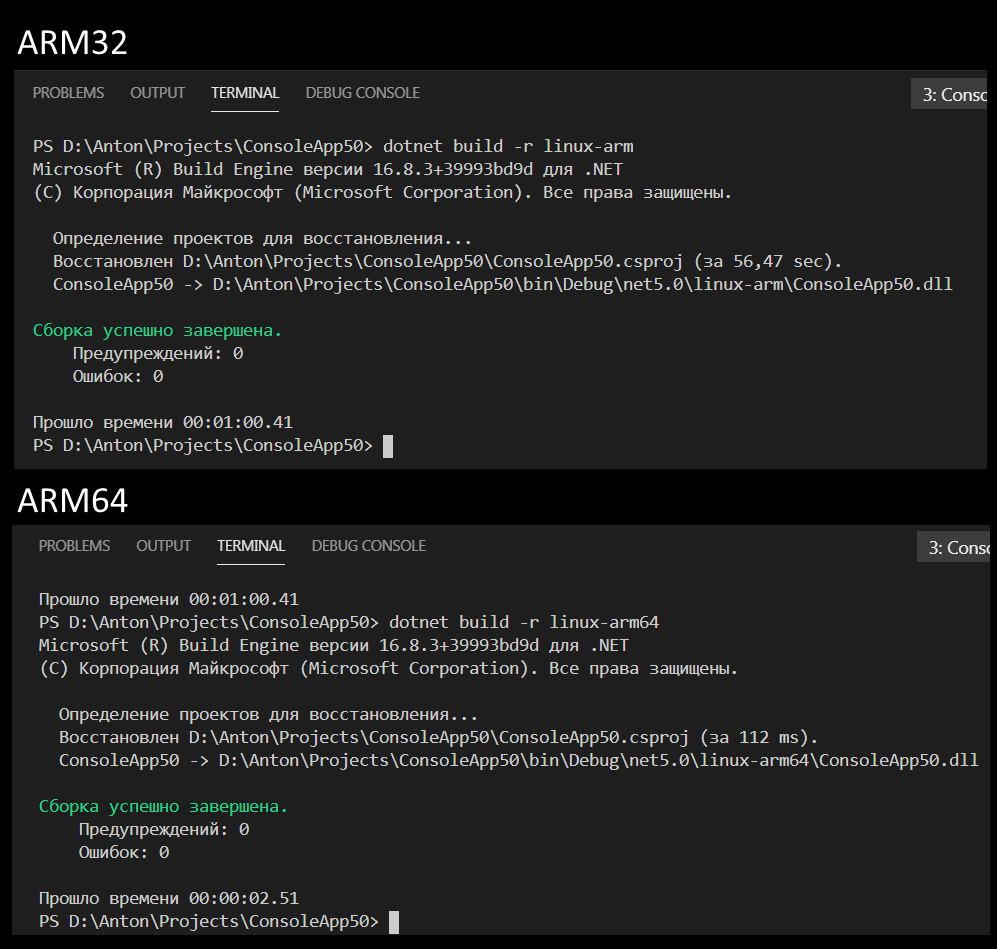 ARM32
PROBLEMS OUTPUT TERMINAL DEBUG CONSOLE 3: Conso
PS D:\Anton\Projects\ConsoleApp50> dotnet build -r linux-arm
Microsoft (R) Build Engine версии 16.8.3+39993bd9d для .NET
(C) Корпорация Майкрософт (Microsoft Corporation). Все права защищены.
Определение проектов для восстановления...
Восстановлен D:\Anton\Projects\ConsoleApp50\ConsoleApp50.csproj (за 56,47 sec).
ConsoleApp50 -> D:\Anton\Projects\ConsoleApp50\bin\Debug\net5.0\linux-arm\ConsoleApp50.dll
Сборка успешно завершена.
Предупреждений: 0
Ошибок: 0
Прошло времени 00:01:00.41
PS D:\Anton\Projects\ConsoleApp50>
ARM64
PROBLEMS OUTPUT TERMINAL DEBUG CONSOLE 3: Conso
Прошло времени 00:01:00.41
PS D:\Anton\Projects\ConsoleApp50> dotnet build -r linux-arm64
Microsoft (R) Build Engine версии 16.8.3+39993bd9d для .NET
(C) Корпорация Майкрософт (Microsoft Corporation). Все права защищены.
Определение проектов для восстановления...
Восстановлен D:\Anton\Projects\ConsoleApp50\ConsoleApp50.csproj (за 112 ms).
ConsoleApp50 -> D:\Anton\Projects\ConsoleApp50\bin\Debug\net5.0\linux-arm64\ConsoleApp50.dll
Сборка успешно завершена.
Предупреждений: 0
Ошибок: 0
Прошло времени 00:00:02.51
PS D:\Anton\Projects\ConsoleApp50>